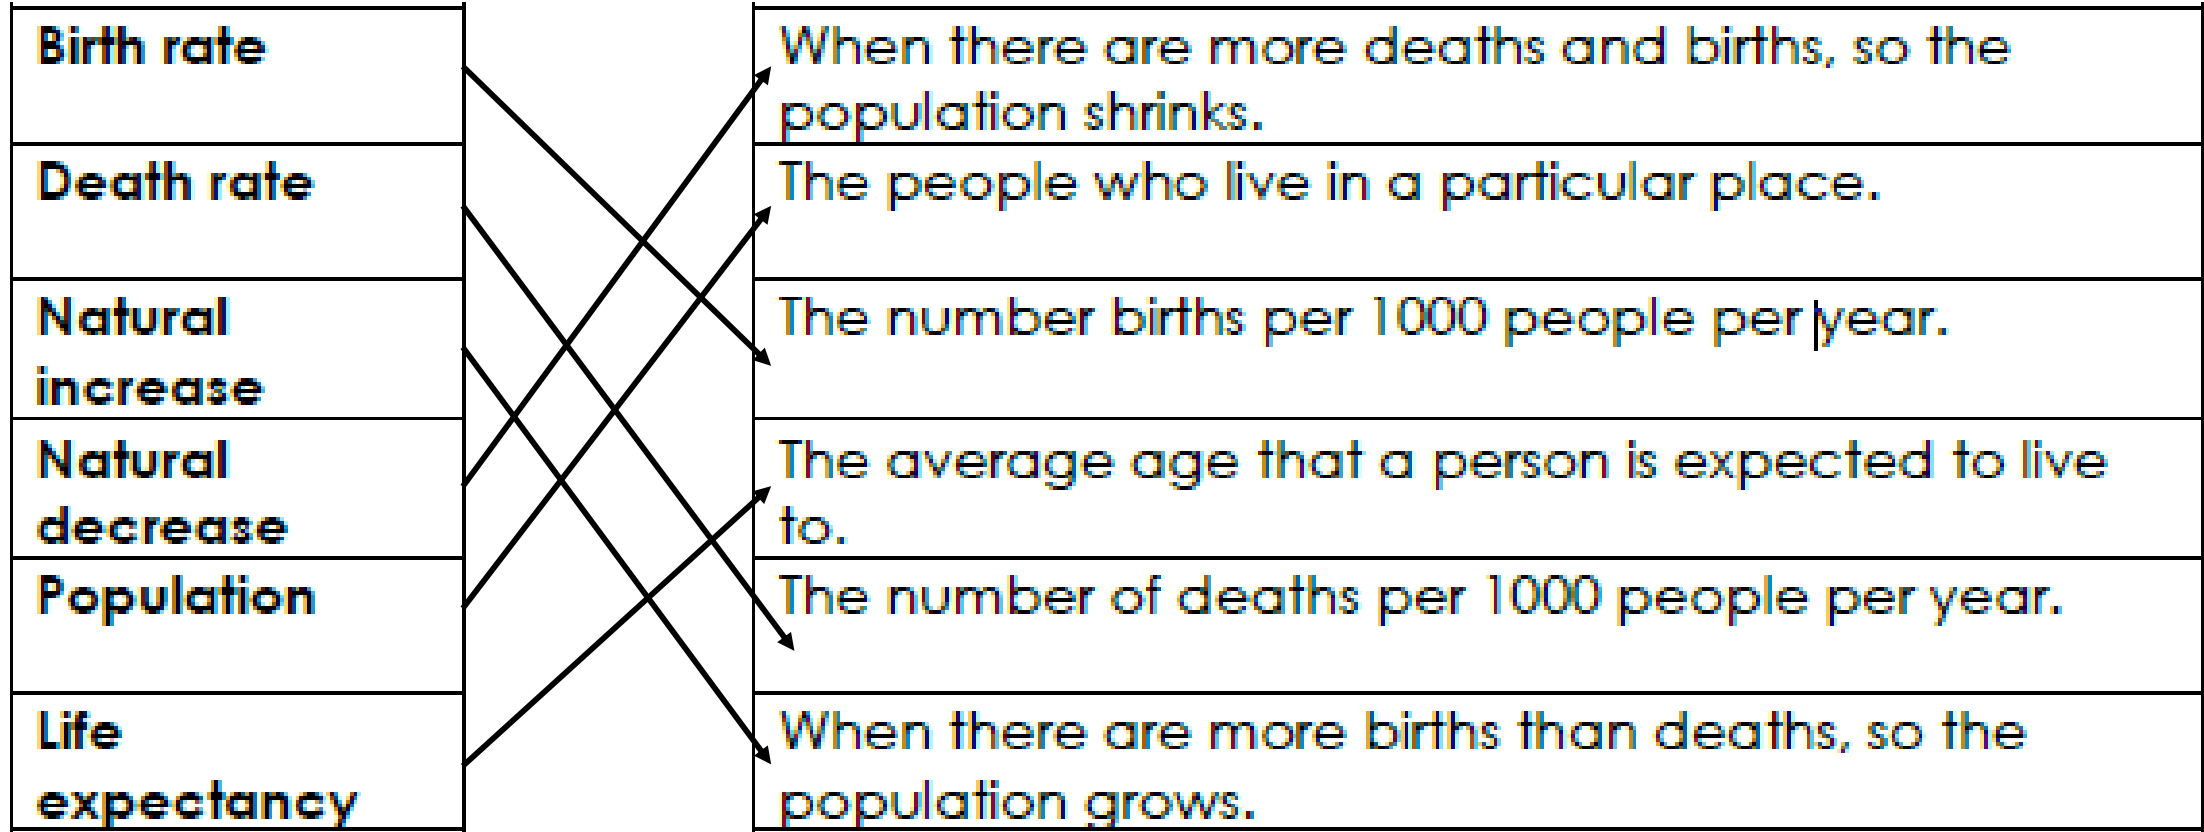 Birth rate
When there are more deaths and births, so the
population shrinks.
Death rate
The people who live in a particular place.
Natural
increase
The number births per 1000 people per year.
Natural
decrease
The average age that a person is expected to live
to.
Population
The number of deaths per 1000 people per year.
Life
expectancy
When there are more births than deaths, so the
population grows.